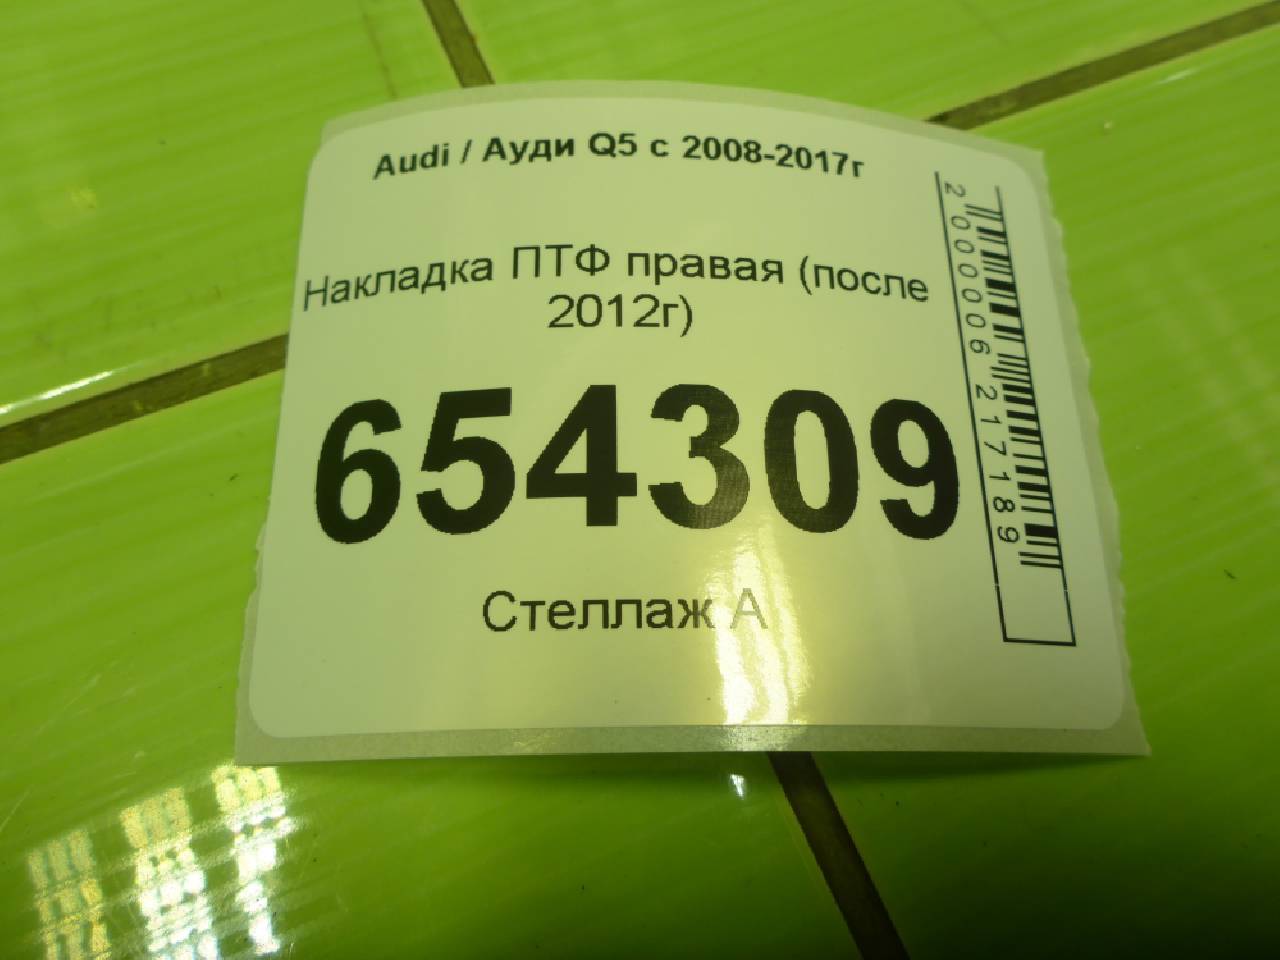 Audi / Ауди Q5 с 2008-2017г
Накладка ПТФ правая (после
2012г)
654309
Стеллаж А
2000006217189